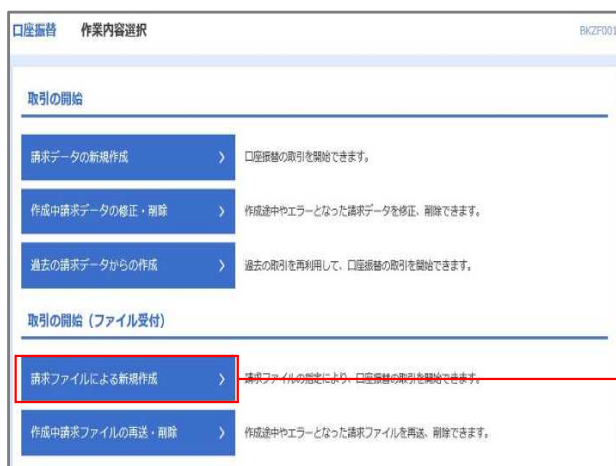 口座振替 作業内容選択 BKZF001
取引の開始
請求データの新規作成 口座振替の取引を開始できます。
作成中請求データの修正・削除 作成途中やエラーとなった請求データを修正、削除できます。
過去の請求データからの作成 過去の取引を再利用して、口座振替の取引を開始できます。
取引の開始（ファイル受付）
請求ファイルによる新規作成 請求ファイルの指定により、口座振替の取引を開始できます。
作成中請求ファイルの再送・削除 作成途中やエラーとなった請求ファイルを再送、削除できます。